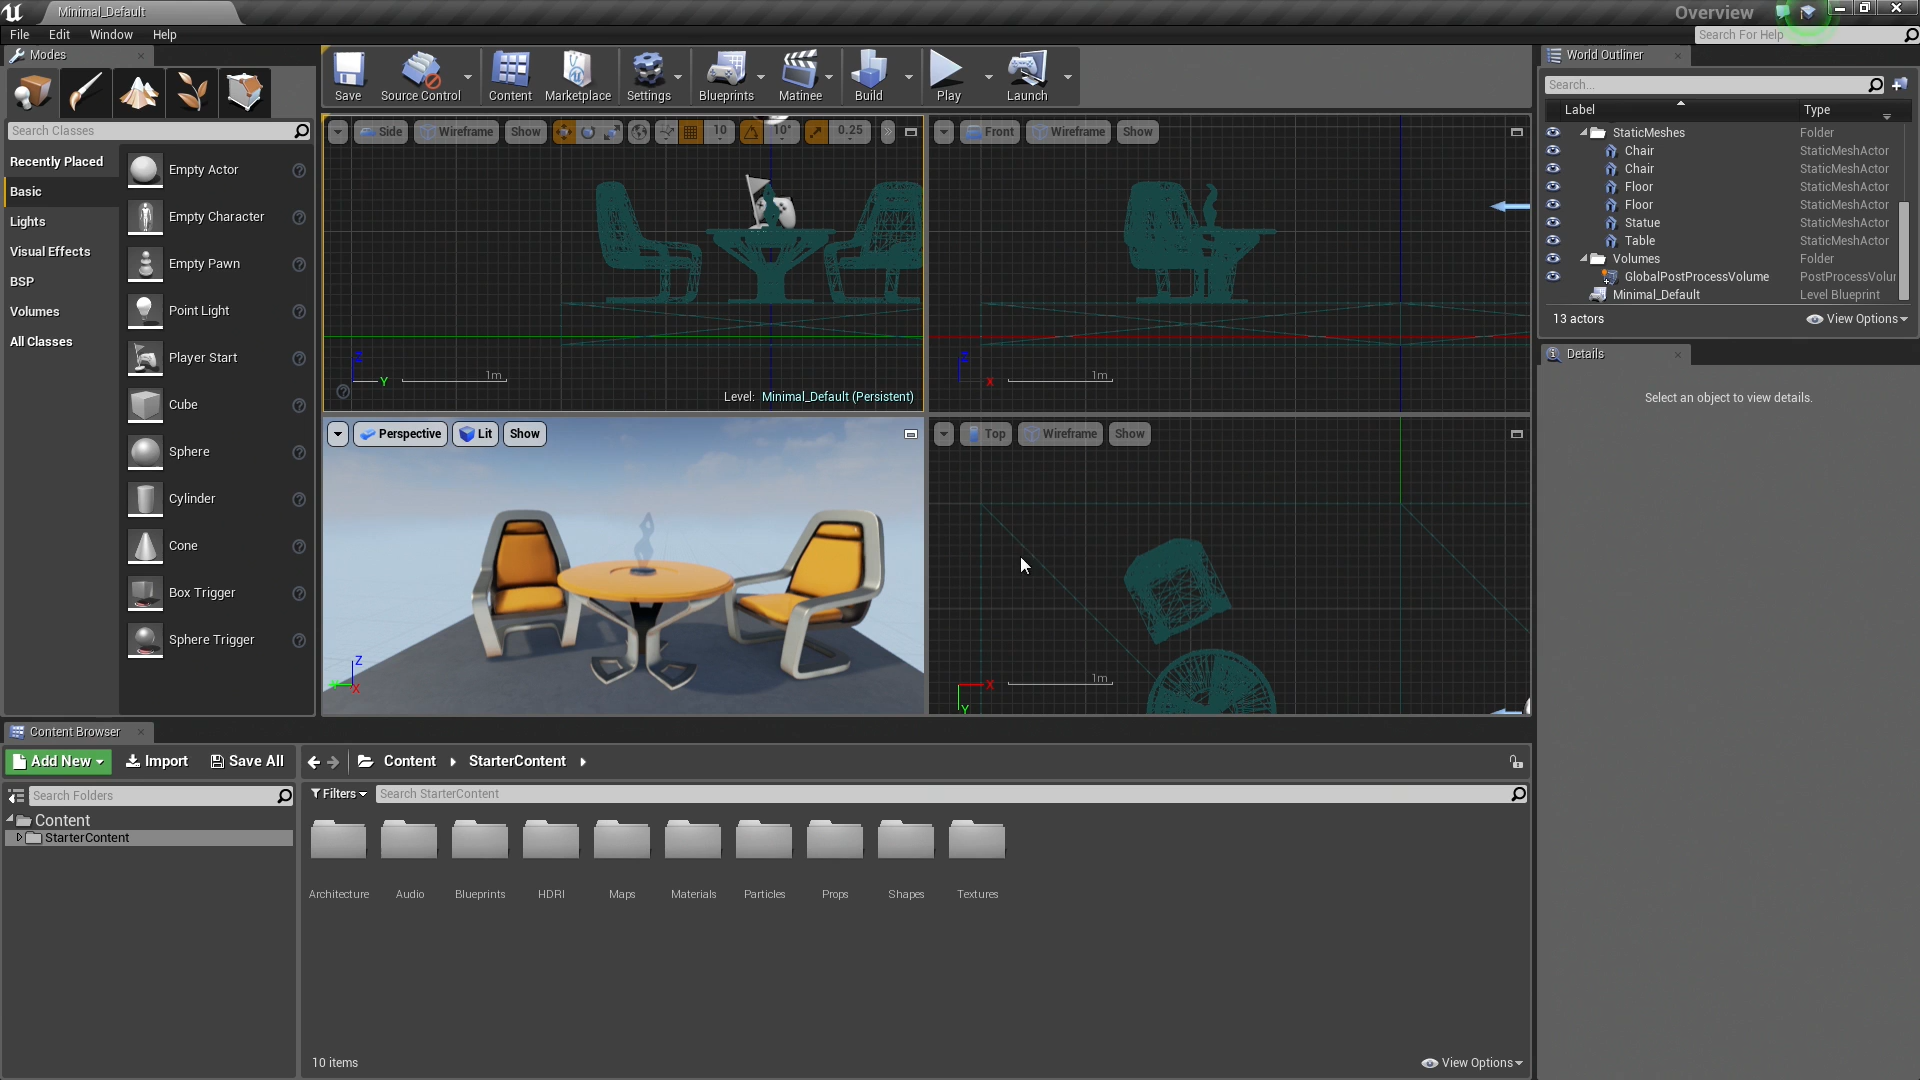 Minimal_Default
Overview
File Edit Window Help
Search For Help
Modes
Search Classes
Recently Placed
Basic
Lights
Visual Effects
BSP
Volumes
All Classes
Empty Actor
Empty Character
Empty Pawn
Point Light
Player Start
Cube
Sphere
Cylinder
Cone
Box Trigger
Sphere Trigger
Save Source Control Content Marketplace Settings Blueprints Matinee Build Play Launch
Side Wireframe Show 10 10° 0.25
Z
Y
1m
Level: Minimal_Default (Persistent)
Front Wireframe Show
Z
X
1m
Perspective Lit Show
Z
X
Top Wireframe Show
X
Y
1m
World Outliner
Search...
Label Type
StaticMeshes Folder
Chair StaticMeshActor
Chair StaticMeshActor
Floor StaticMeshActor
Floor StaticMeshActor
Statue StaticMeshActor
Table StaticMeshActor
Volumes Folder
GlobalPostProcessVolume PostProcessVolur
Minimal_Default Level Blueprint
13 actors View Options
Details
Select an object to view details.
Content Browser
Add New Import Save All
Search Folders
Content
StarterContent
Content StarterContent
Filters Search StarterContent
Architecture Audio Blueprints HDRI Maps Materials Particles Props Shapes Textures
10 items View Options